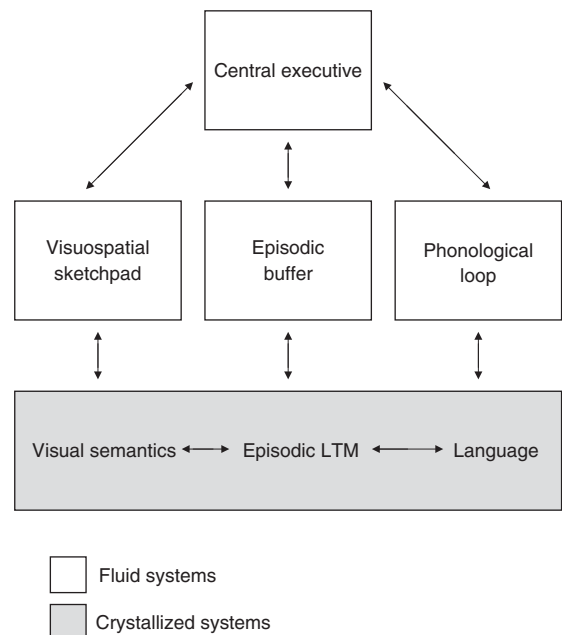 Central executive
Visuospatial
sketchpad
Episodic
buffer
Phonological
loop
Visual semantics
Episodic LTM
Language
Fluid systems
Crystallized systems